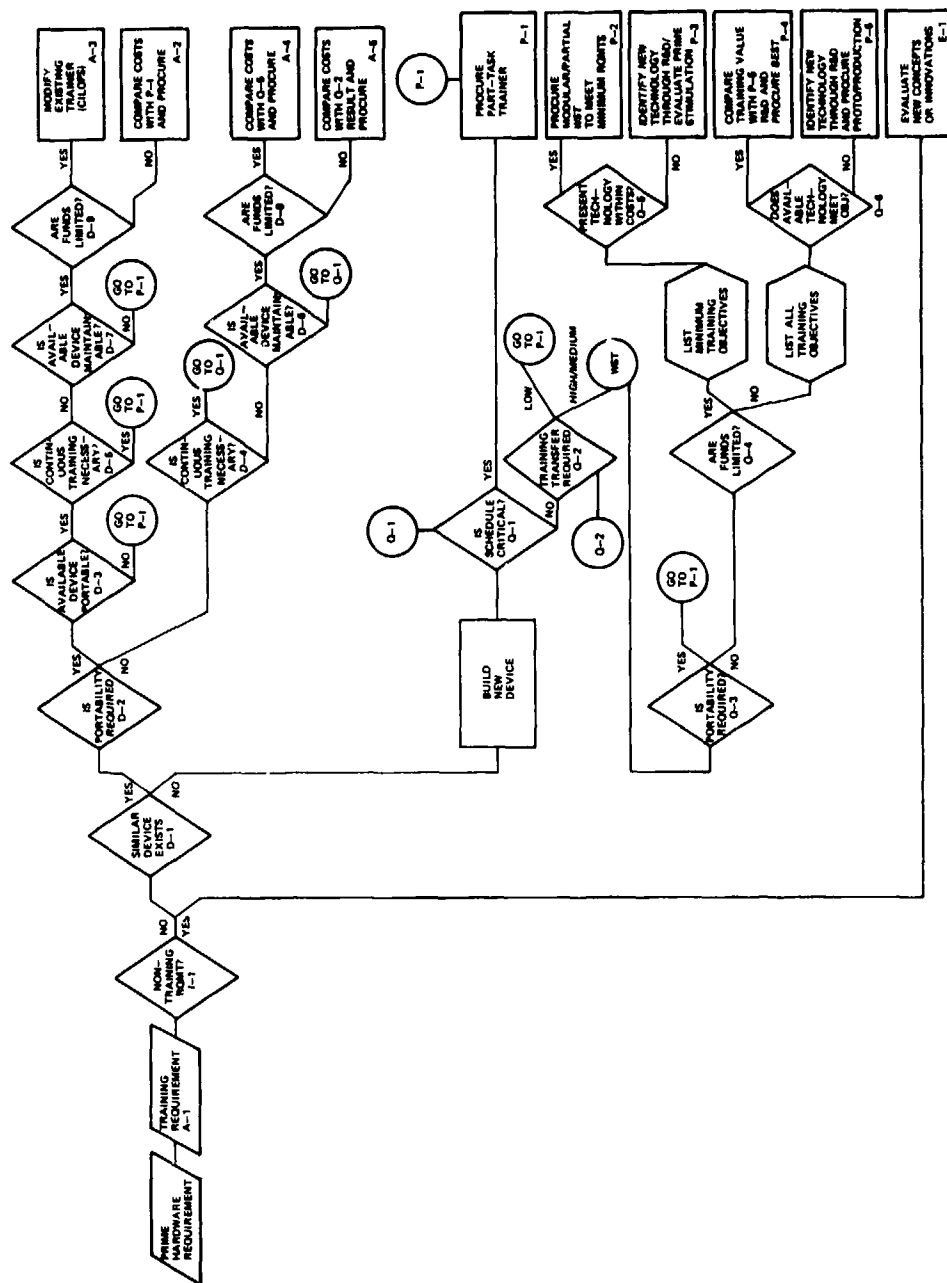 PRIME
HARDWARE
REQUIREMENT
TRAINING
REQUIREMENT
A-1
NON-
TRAINING
RQMT?
I-1
NO
YES
SIMILAR
DEVICE
EXISTS
D-1
YES
NO
IS
PORTABILITY
REQUIRED
D-2
YES
NO
IS
AVAILABLE
DEVICE
PORTABLE?
D-3
YES
NO
GO
TO
P-1
IS
CONTIN-
UOUS
TRAINING
NECESS-
ARY?
D-5
NO
YES
GO
TO
P-1
IS
AVAIL-
ABLE
DEVICE
MAINTAIN-
ABLE?
D-7
YES
NO
GO
TO
P-1
ARE
FUNDS
LIMITED?
D-9
YES
NO
MODIFY
EXISTING
TRAINER
(CILOPS)
A-3
COMPARE COSTS
WITH P-1
AND PROCURE
A-2
IS
CONTIN-
UOUS
TRAINING
NECESS-
ARY?
D-4
YES
NO
GO
TO
Q-1
IS
AVAIL-
ABLE
DEVICE
MAINTAIN
ABLE?
D-6
YES
NO
GO
TO
Q-1
ARE
FUNDS
LIMITED?
D-8
YES
NO
COMPARE COSTS
WITH Q-5
AND PROCURE
A-4
COMPARE COSTS
WITH Q-2
RESULT AND
PROCURE
A-5
BUILD
NEW
DEVICE
Q-1
IS
SCHEDULE
CRITICAL?
Q-1
YES
NO
P-1
PROCURE
PART-TASK
TRAINER
P-1
Q-2
TRAINING
TRANSFER
REQUIRED
Q-2
LOW
HIGH/MEDIUM
GO
TO
P-1
WST
IS
PORTABILITY
REQUIRED?
Q-3
YES
NO
GO
TO
P-1
ARE
FUNDS
LIMITED?
Q-4
YES
NO
LIST
MINIMUM
TRAINING
OBJECTIVES
LIST ALL
TRAINING
OBJECTIVES
PRESENT
TECH-
NOLOGY
WITHIN
COSTS?
Q-5
YES
NO
PROCURE
MODULAR/PARTIAL
WST
TO MEET
MINIMUM RQMTS
P-2
IDENTIFY NEW
TECHNOLOGY
THROUGH R&D/
EVALUATE PRIME
STIMULATION
P-3
DOES
AVAIL-
ABLE
TECH-
NOLOGY
MEET
OBJ?
Q-6
YES
NO
COMPARE
TRAINING VALUE
WITH P-5
R&D AND
PROCURE BEST
P-4
IDENTIFY NEW
TECHNOLOGY
THROUGH R&D
AND PROCURE
PROTO/PRODUCTION
P-5
EVALUATE
NEW CONCEPTS
OR INNOVATIONS
E-1